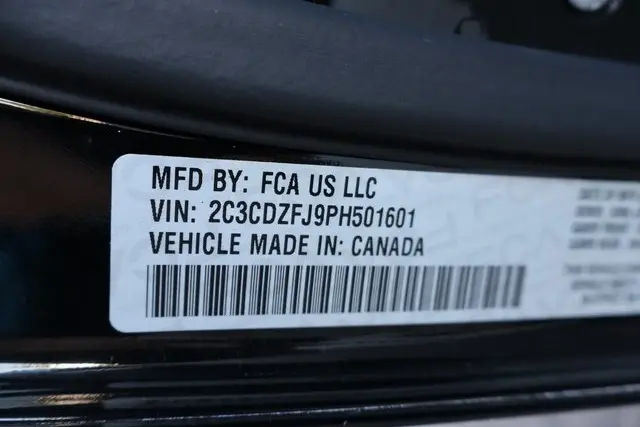 MFD BY: FCA US LLC
VIN: 2C3CDZFJ9PH501601
VEHICLE MADE IN: CANADA